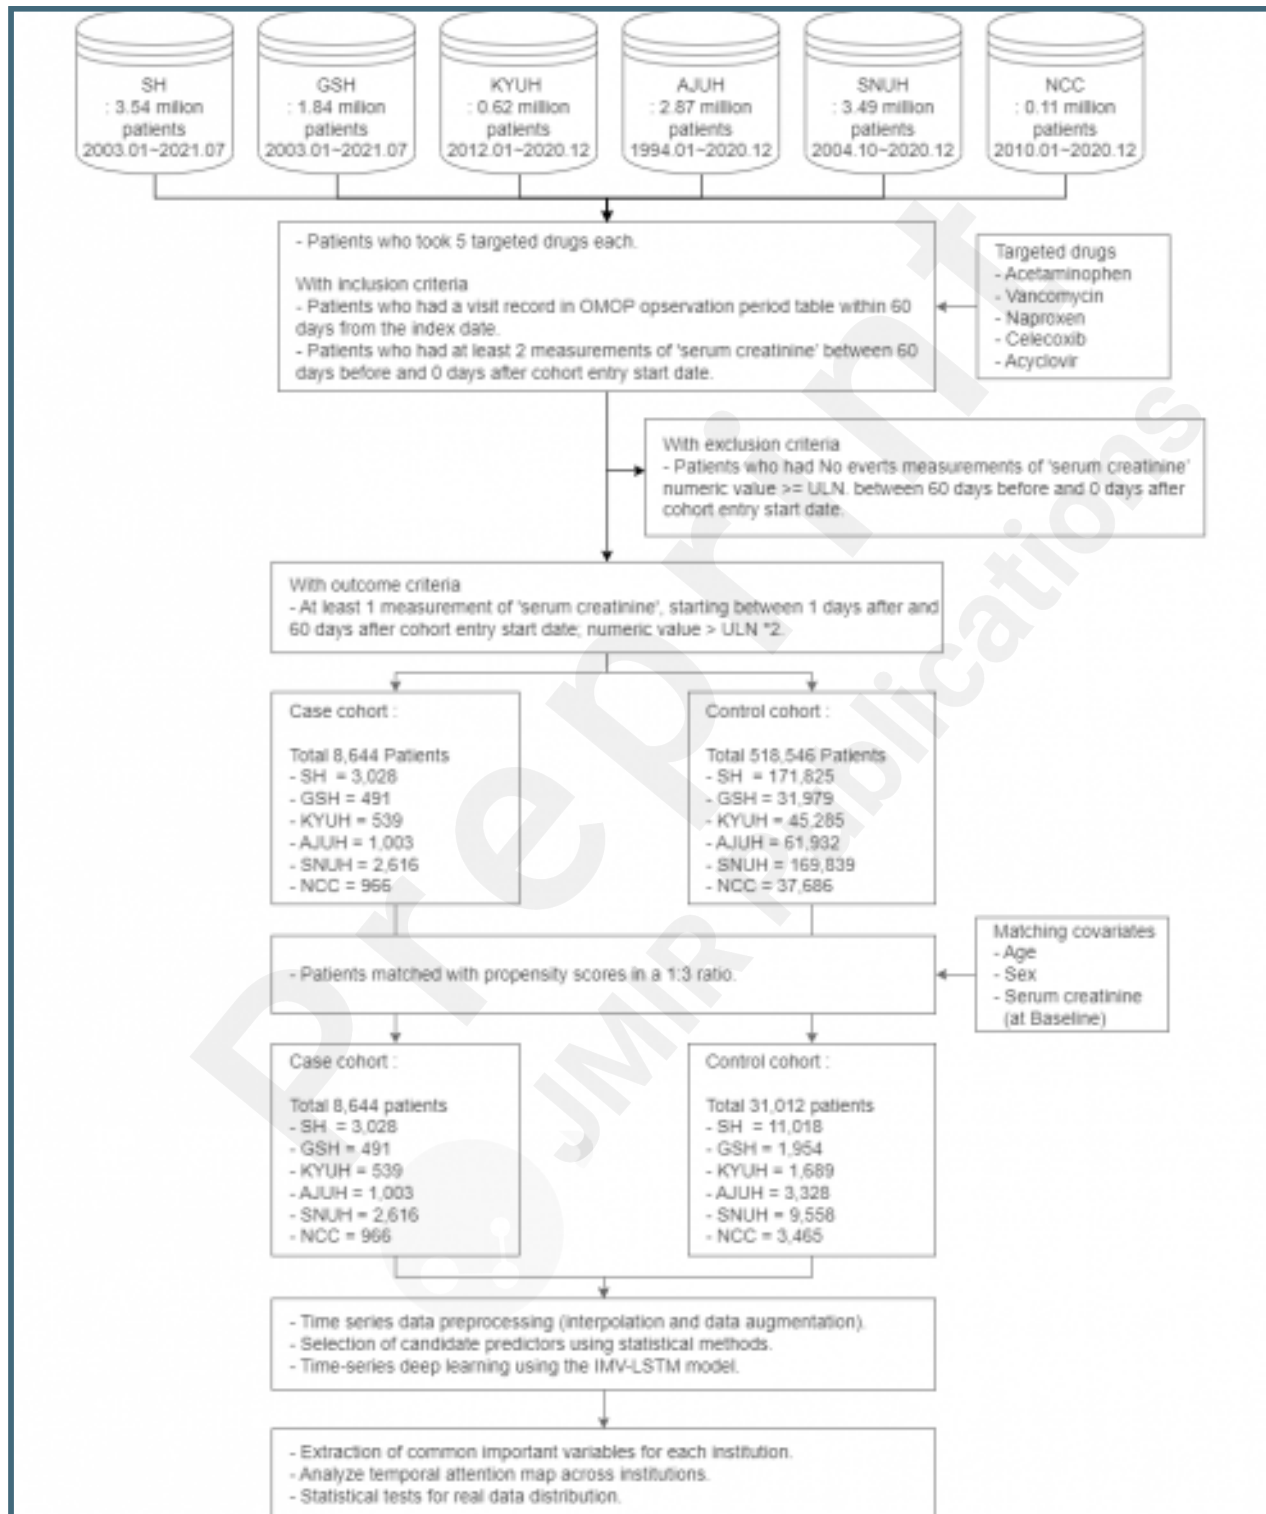 SH
: 3.54 milion
patients
2003.01~2021.07
GSH
: 1.84 milion
patients
2003.01~2021.07
KYUH
: 0.62 million
patients
2012.01~2020.12
AJUH
: 2.87 million
patients
1994.01~2020.12
SNUH
: 3.49 million
patients
2004.10~2020.12
NCC
: 0.11 million
patients
2010.01~2020.12
- Patients who took 5 targeted drugs each.
With inclusion criteria
- Patients who had a visit record in OMOP opservation period table within 60
days from the index date.
- Patients who had at least 2 measurements of 'serum creatinine' between 60
days before and 0 days after cohort entry start date.
Targeted drugs
- Acetaminophen
- Vancomycin
- Naproxen
- Celecoxib
- Acyclovir
With exclusion criteria
- Patients who had No everts measurements of 'serum creatinine'
numeric value >= ULN. between 60 days before and 0 days after
cohort entry start date.
With outcome criteria
- At least 1 measurement of 'serum creatinine', starting between 1 days after and
60 days after cohort entry start date; numeric value > ULN *2.
Case cohort :
Total 8,644 Patients
- SH = 3,028
- GSH = 491
- KYUH = 539
- AJUH = 1,003
- SNUH = 2,616
- NCC = 966
Control cohort :
Total 518,546 Patients
- SH = 171,825
- GSH = 31,979
- KYUH = 45,285
- AJUH = 61,932
- SNUH = 169,839
- NCC = 37,686
- Patients matched with propensity scores in a 1:3 ratio.
Matching covariates
- Age
- Sex
- Serum creatinine
(at Baseline)
Case cohort :
Total 8,644 patients
- SH. = 3,028
- GSH = 491
- KYUH = 539
- AJUH = 1,003
- SNUH = 2,616
- NCC = 966
Control cohort :
Total 31,012 patients
- SH = 11,018
- GSH = 1,954
- KYUH = 1,689
- AJUH = 3,328
- SNUH = 9,558
- NCC = 3,465
- Time series data preprocessing (interpolation and data augmentation).
- Selection of candidate predictors using statistical methods.
- Time-series deep learning using the IMV-LSTM model.
- Extraction of common important variables for each institution.
- Analyze temporal attention map across institutions.
- Statistical tests for real data distribution.
Preprint
JMIR Publications